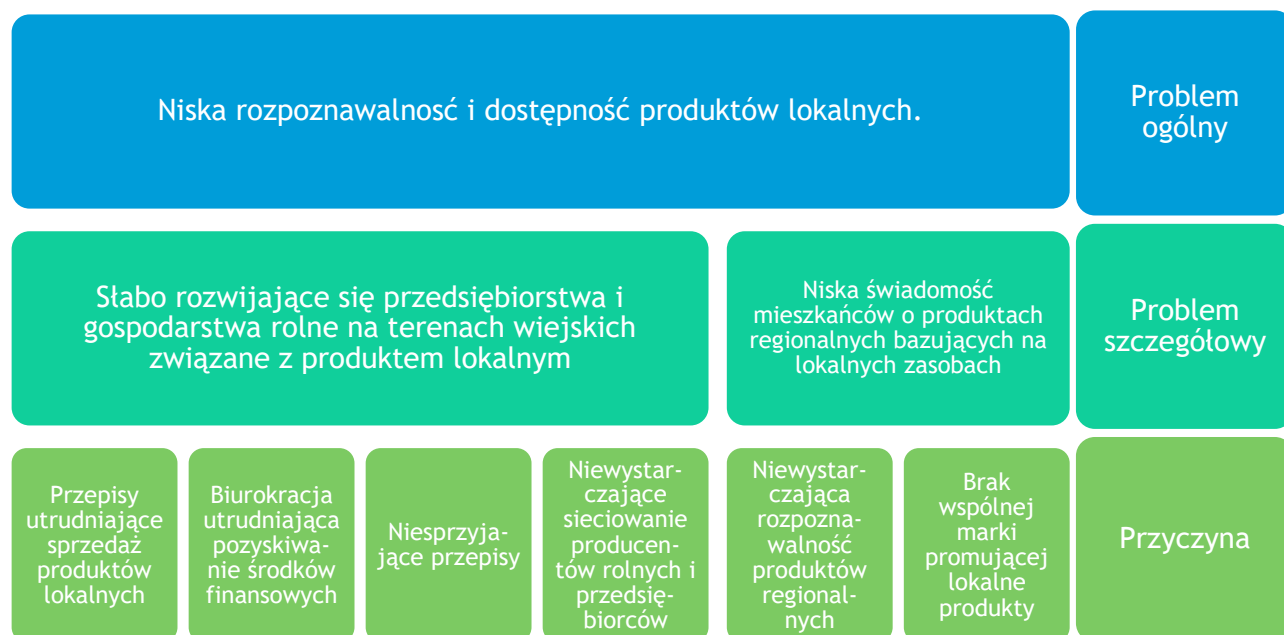 Niska rozpoznawalnosć i dostępność produktów lokalnych.
Problem
ogólny
Słabo rozwijające się przedsiębiorstwa i
gospodarstwa rolne na terenach wiejskich
związane z produktem lokalnym
Niska świadomość
mieszkańców o produktach
regionalnych bazujących na
lokalnych zasobach
Problem
szczegółowy
Przepisy
utrudniające
sprzedaż
produktów
lokalnych
Biurokracja
utrudniająca
pozyskiwa-
nie środków
finansowych
Niesprzyja-
jące przepisy
Niewystar-
czające
sieciowanie
producen-
tów rolnych i
przedsię-
biorców
Niewystar-
czająca
rozpozna-
walność
produktów
regional-
nych
Brak
wspólnej
marki
promującej
lokalne
produkty
Przyczyna